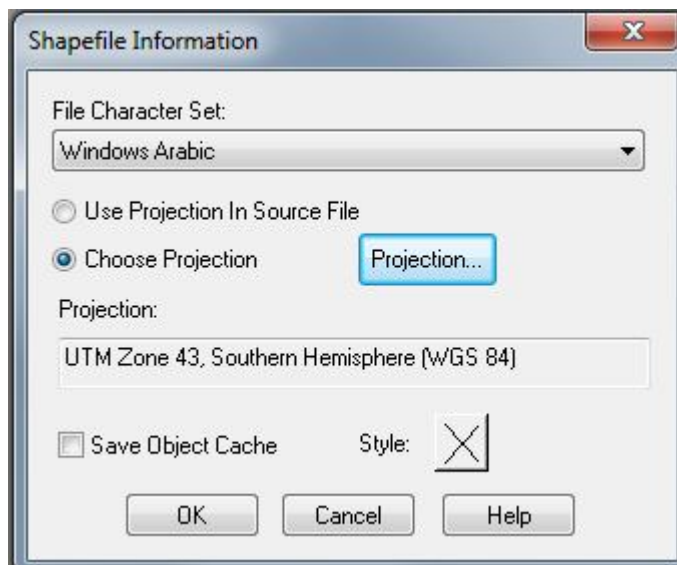 Shapefile Information
File Character Set:
Windows Arabic
Use Projection In Source File
Choose Projection
Projection...
Projection:
UTM Zone 43, Southern Hemisphere (WGS 84)
Save Object Cache
Style:
OK
Cancel
Help